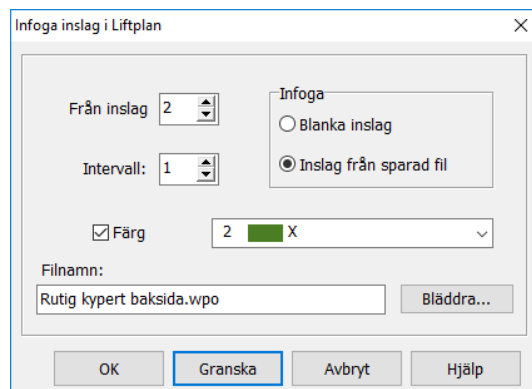 Infoga inslag i Liftplan
Från inslag 2
Infoga
Blanka inslag
Intervall: 1
Inslag från sparad fil
Färg 2 X
Filnamn:
Rutig kypert baksida.wpo Bläddra...
OK Granska Avbryt Hjälp